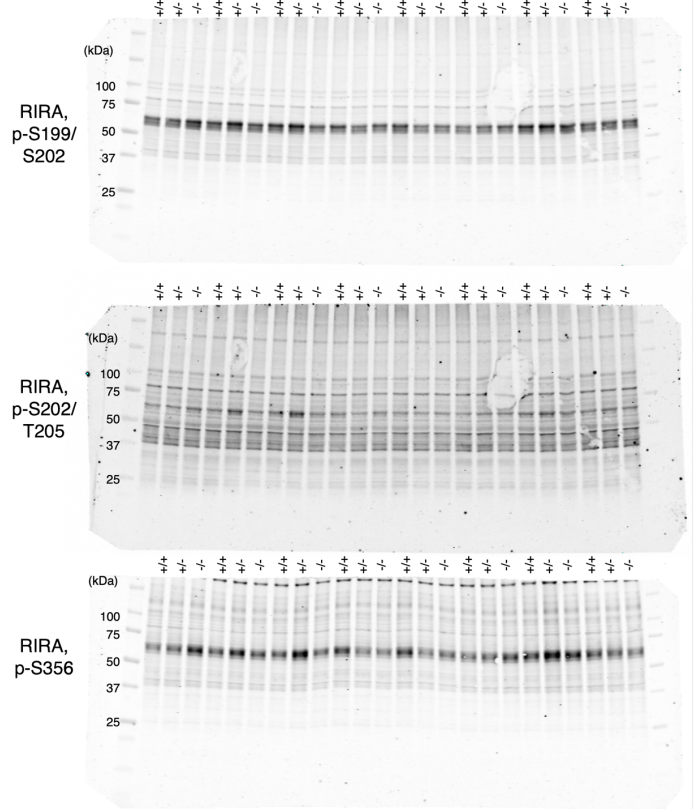 +/+ +/- -/- +/+ +/- -/- +/+ +/- -/- +/+ +/- -/- +/+ +/- -/- +/+ +/- -/- +/+ +/- -/- +/+ +/- -/-
(kDa)
100
75
50
37
25
RIRA,
p-S199/
S202
+/+ +/- -/- +/+ +/- -/- +/+ +/- -/- +/+ +/- -/- +/+ +/- -/- +/+ +/- -/- +/+ +/- -/- +/+ +/- -/-
(kDa)
100
75
50
37
25
RIRA,
p-S202/
T205
+/+ +/- -/- +/+ +/- -/- +/+ +/- -/- +/+ +/- -/- +/+ +/- -/- +/+ +/- -/- +/+ +/- -/- +/+ +/- -/-
(kDa)
100
75
50
37
25
RIRA,
p-S356